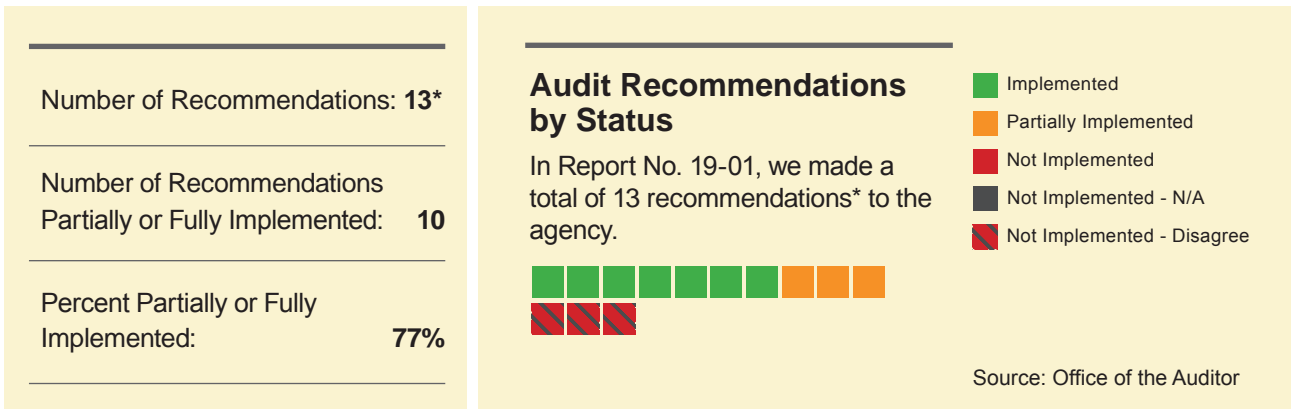 Number of Recommendations: 13*
Number of Recommendations
Partially or Fully Implemented: 10
Percent Partially or Fully
Implemented: 77%
Audit Recommendations
by Status
In Report No. 19-01, we made a
total of 13 recommendations* to the
agency.
Implemented
Partially Implemented
Not Implemented
Not Implemented - N/A
Not Implemented - Disagree
Source: Office of the Auditor